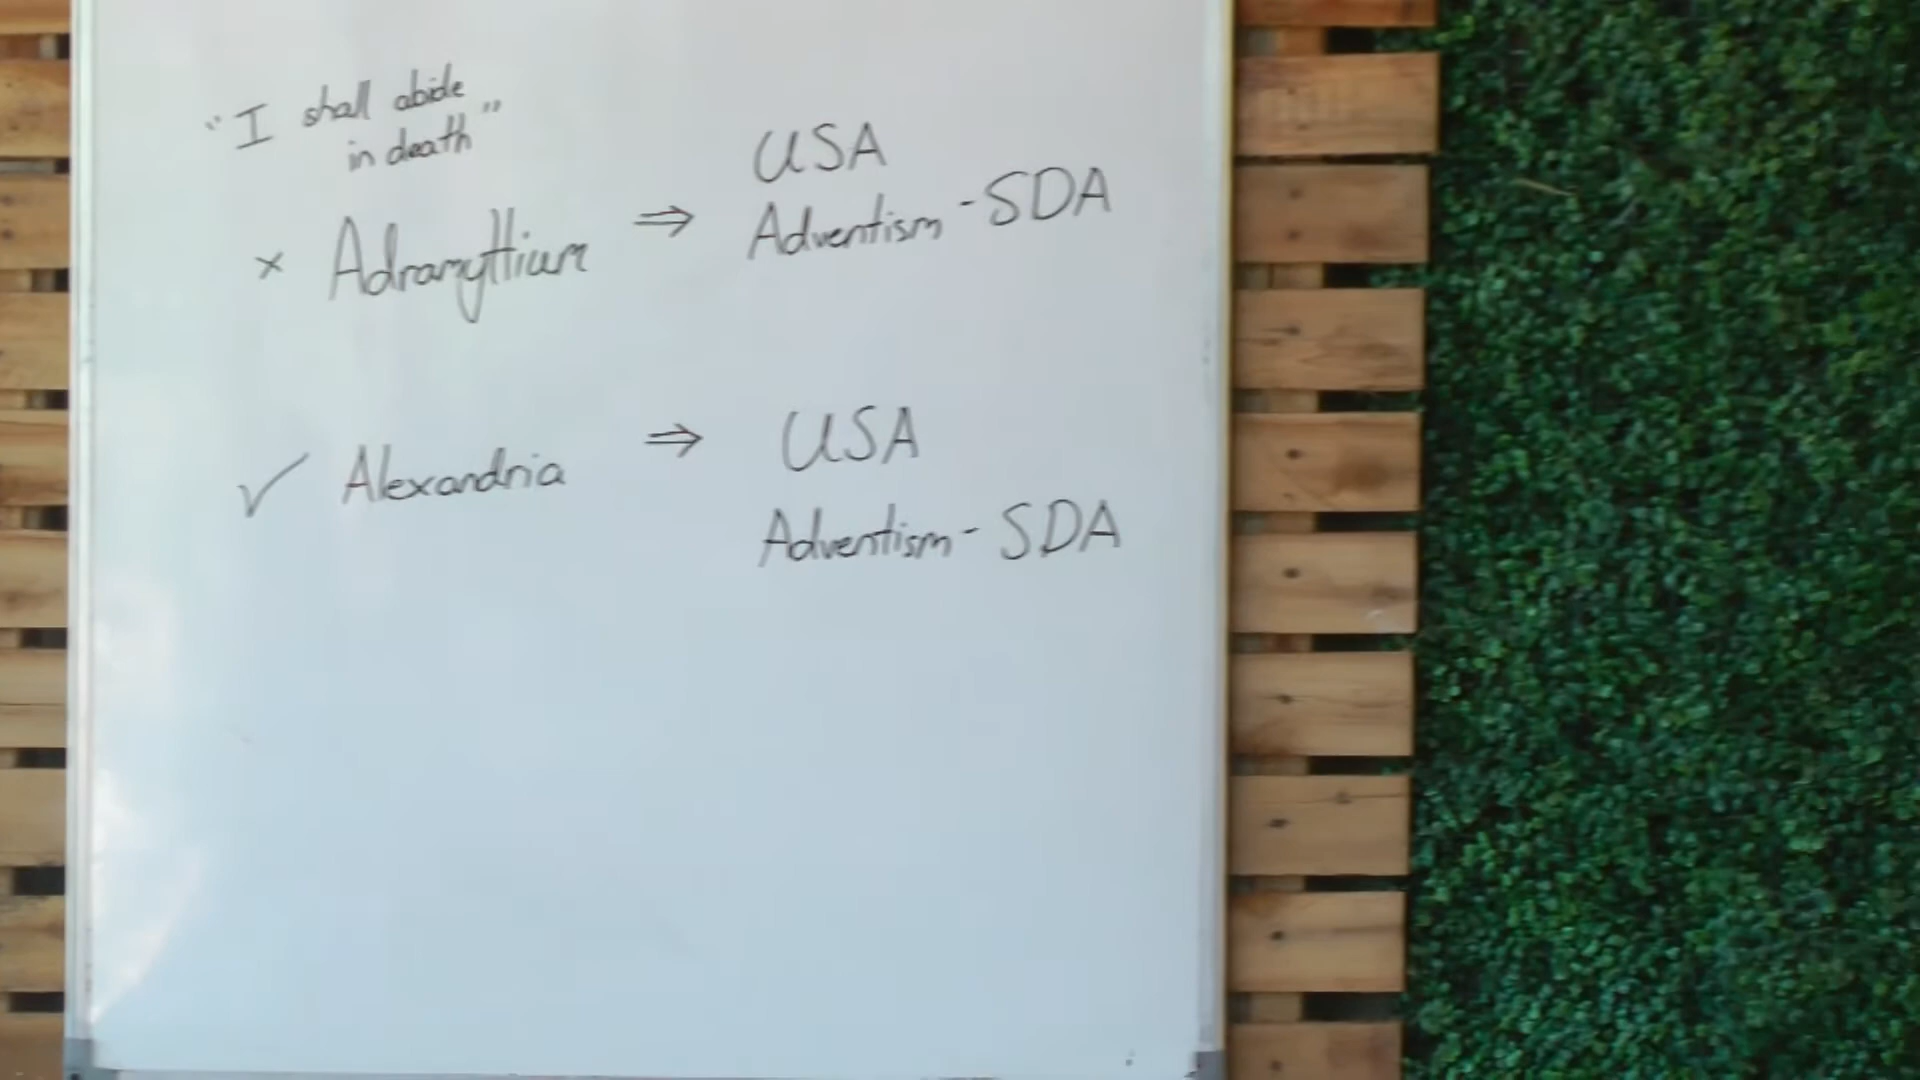 "I shall abide
in death"
× Adramyttium ⇒ USA
Adventism - SDA
✓ Alexandria ⇒ USA
Adventism - SDA